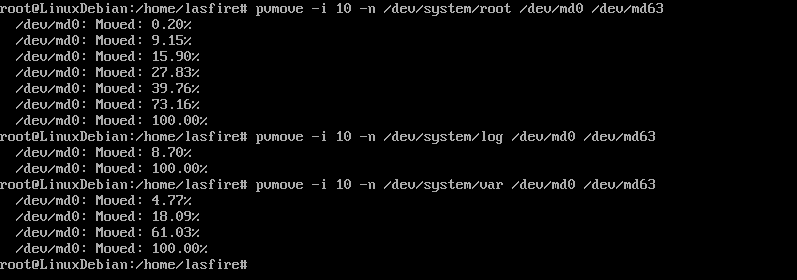 root@LinuxDebian:/home/lasfire# pvmove -i 10 -n /dev/system/root /dev/md0 /dev/md63
/dev/md0: Moved: 0.20%
/dev/md0: Moved: 9.15%
/dev/md0: Moved: 15.90%
/dev/md0: Moved: 27.83%
/dev/md0: Moved: 39.76%
/dev/md0: Moved: 73.16%
/dev/md0: Moved: 100.00%
root@LinuxDebian:/home/lasfire# pvmove -i 10 -n /dev/system/log /dev/md0 /dev/md63
/dev/md0: Moved: 8.70%
/dev/md0: Moved: 100.00%
root@LinuxDebian:/home/lasfire# pvmove -i 10 -n /dev/system/var /dev/md0 /dev/md63
/dev/md0: Moved: 4.77%
/dev/md0: Moved: 18.09%
/dev/md0: Moved: 61.03%
/dev/md0: Moved: 100.00%
root@LinuxDebian:/home/lasfire#